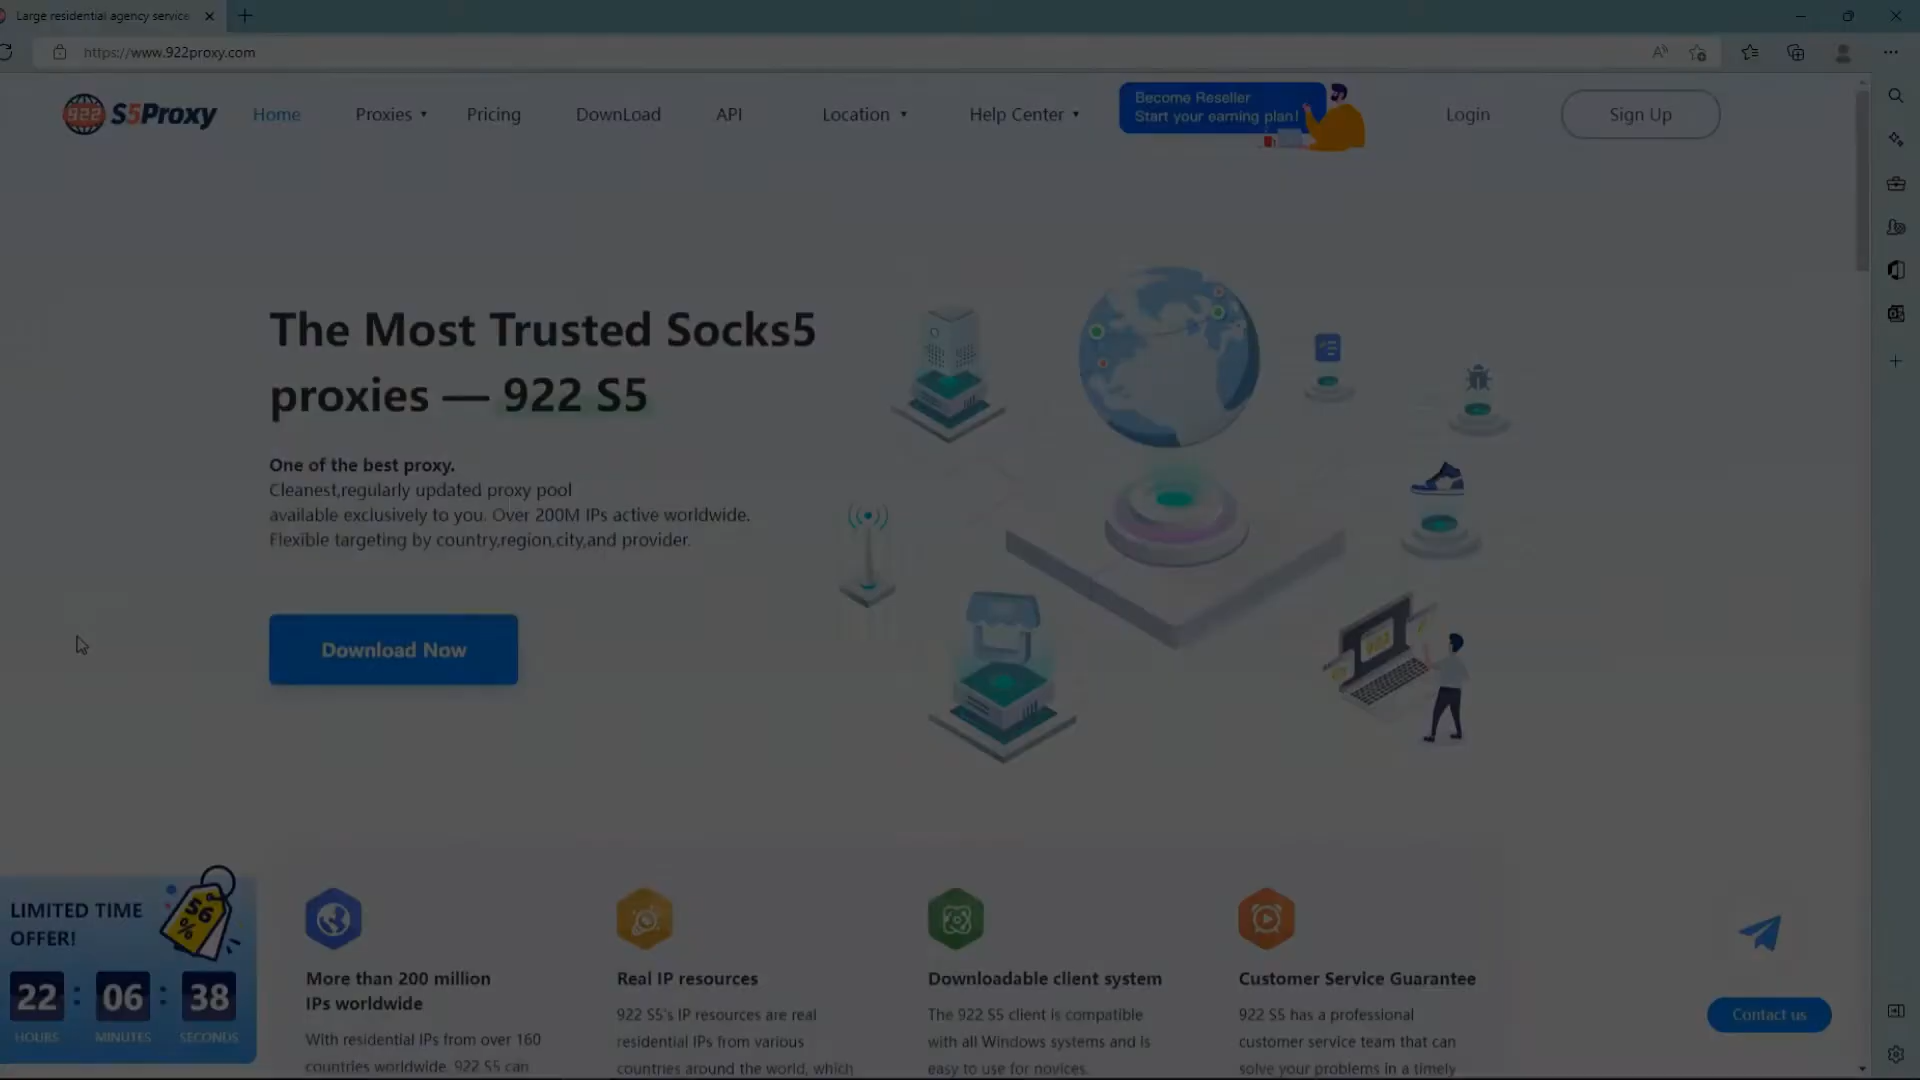 Large residential agency service
https://www.922proxy.com
922 S5Proxy
Home
Proxies
Pricing
DownLoad
API
Location
Help Center
Become Reseller
Start your earning plan!
Login
Sign Up
The Most Trusted Socks5
proxies — 922 S5
One of the best proxy.
Cleanest,regularly updated proxy pool
available exclusively to you. Over 200M IPs active worldwide.
Flexible targeting by country,region,city,and provider.
Download Now
922
LIMITED TIME
OFFER!
56
%
22 : 06 : 38
HOURS MINUTES SECONDS
More than 200 million
IPs worldwide
With residential IPs from over 160
countries worldwide, 922 S5 can
Real IP resources
922 S5's IP resources are real
residential IPs from various
countries around the world, which
Downloadable client system
The 922 S5 client is compatible
with all Windows systems and is
easy to use for novices.
Customer Service Guarantee
922 S5 has a professional
customer service team that can
solve your problems in a timely
Contact us